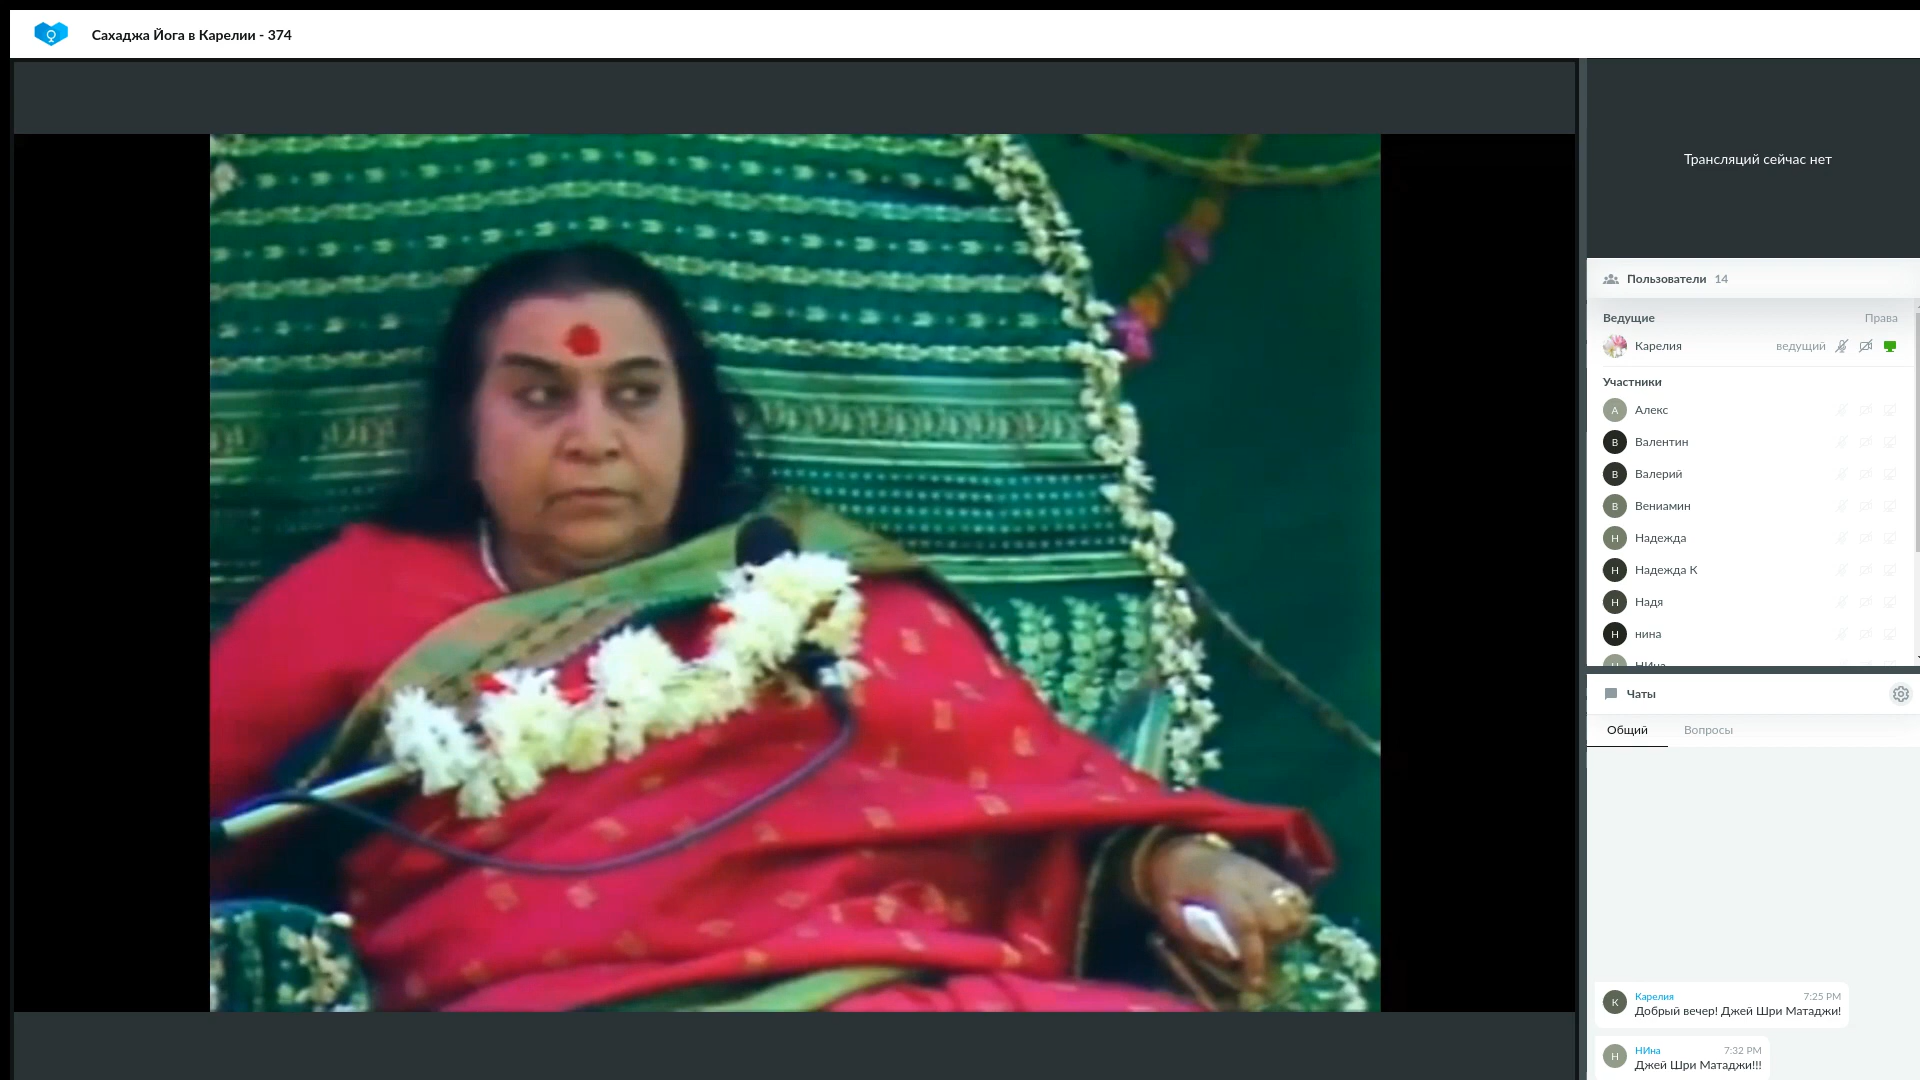 Сахаджа Йога в Карелии - 374
Трансляций сейчас нет
Пользователи 14
Ведущие Права
Карелия ведущий
Участники
А Алекс
В Валентин
В Валерий
В Вениамин
Н Надежда
Н Надежда К
Н Надя
Н нина
Н НИна
Чаты
Общий Вопросы
К Карелия 7:25 PM
Добрый вечер! Джей Шри Матаджи!
Н НИна 7:32 PM
Джей Шри Матаджи!!!